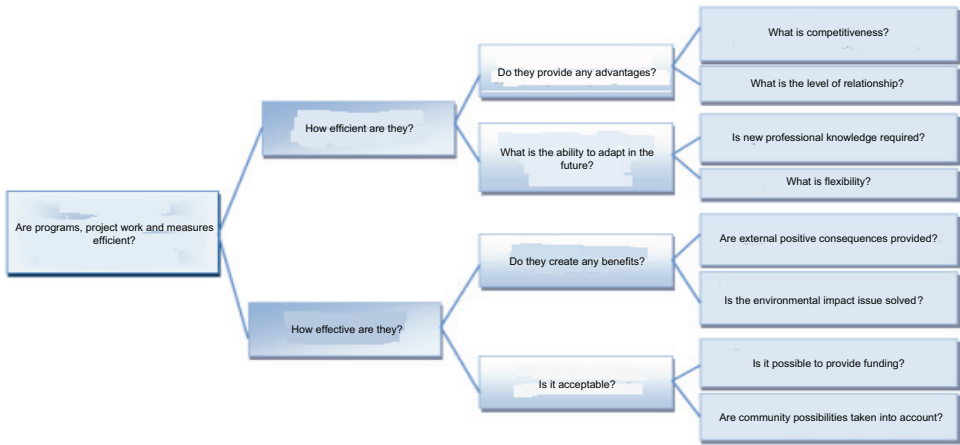 What is competitiveness?
Do they provide any advantages?
What is the level of relationship?
How efficient are they?
Is new professional knowledge required?
What is the ability to adapt in the
future?
What is flexibility?
Are programs, project work and measures
efficient?
Are external positive consequences provided?
Do they create any benefits?
Is the environmental impact issue solved?
How effective are they?
Is it possible to provide funding?
Is it acceptable?
Are community possibilities taken into account?